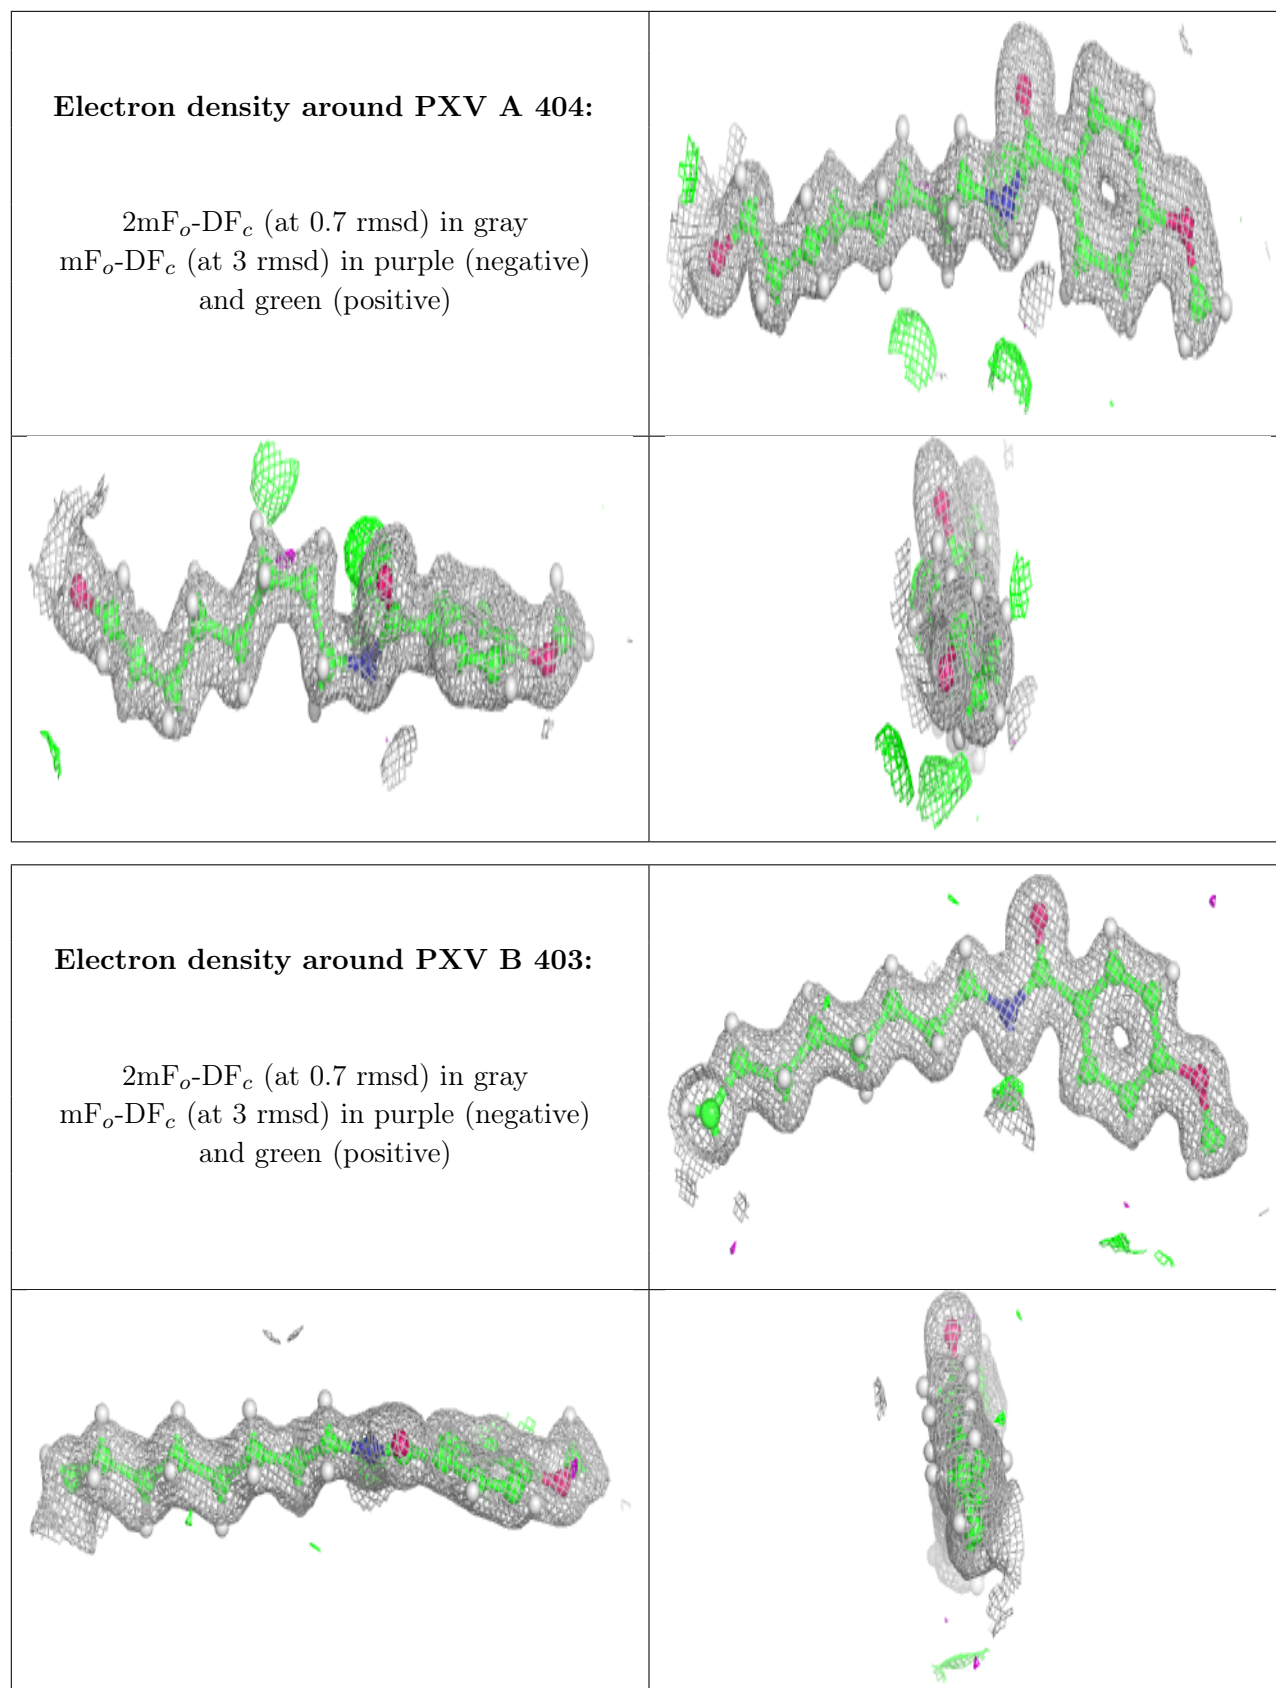 Electron density around PXV A 404:
2mFo-DFc (at 0.7 rmsd) in gray
mFo-DFc (at 3 rmsd) in purple (negative)
and green (positive)
Electron density around PXV B 403:
2mFo-DFc (at 0.7 rmsd) in gray
mFo-DFc (at 3 rmsd) in purple (negative)
and green (positive)